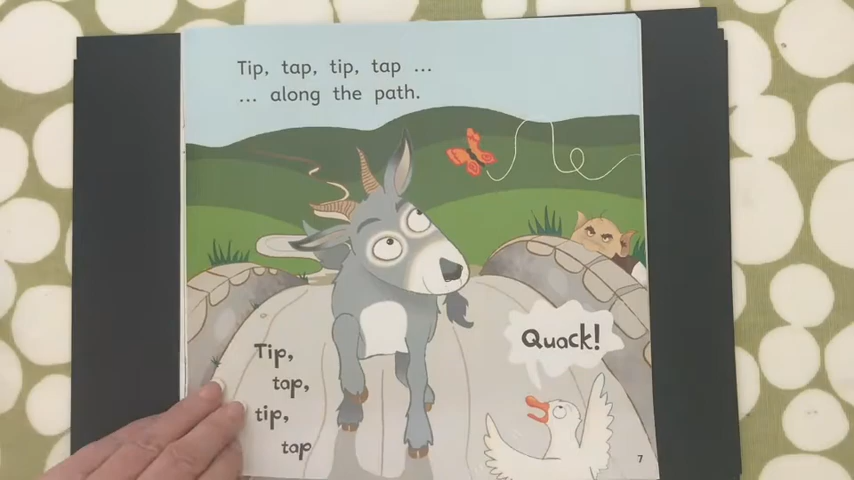 Tip, tap, tip, tap ...
... along the path.
Tip,
tap,
tip,
tap
Quack!
7